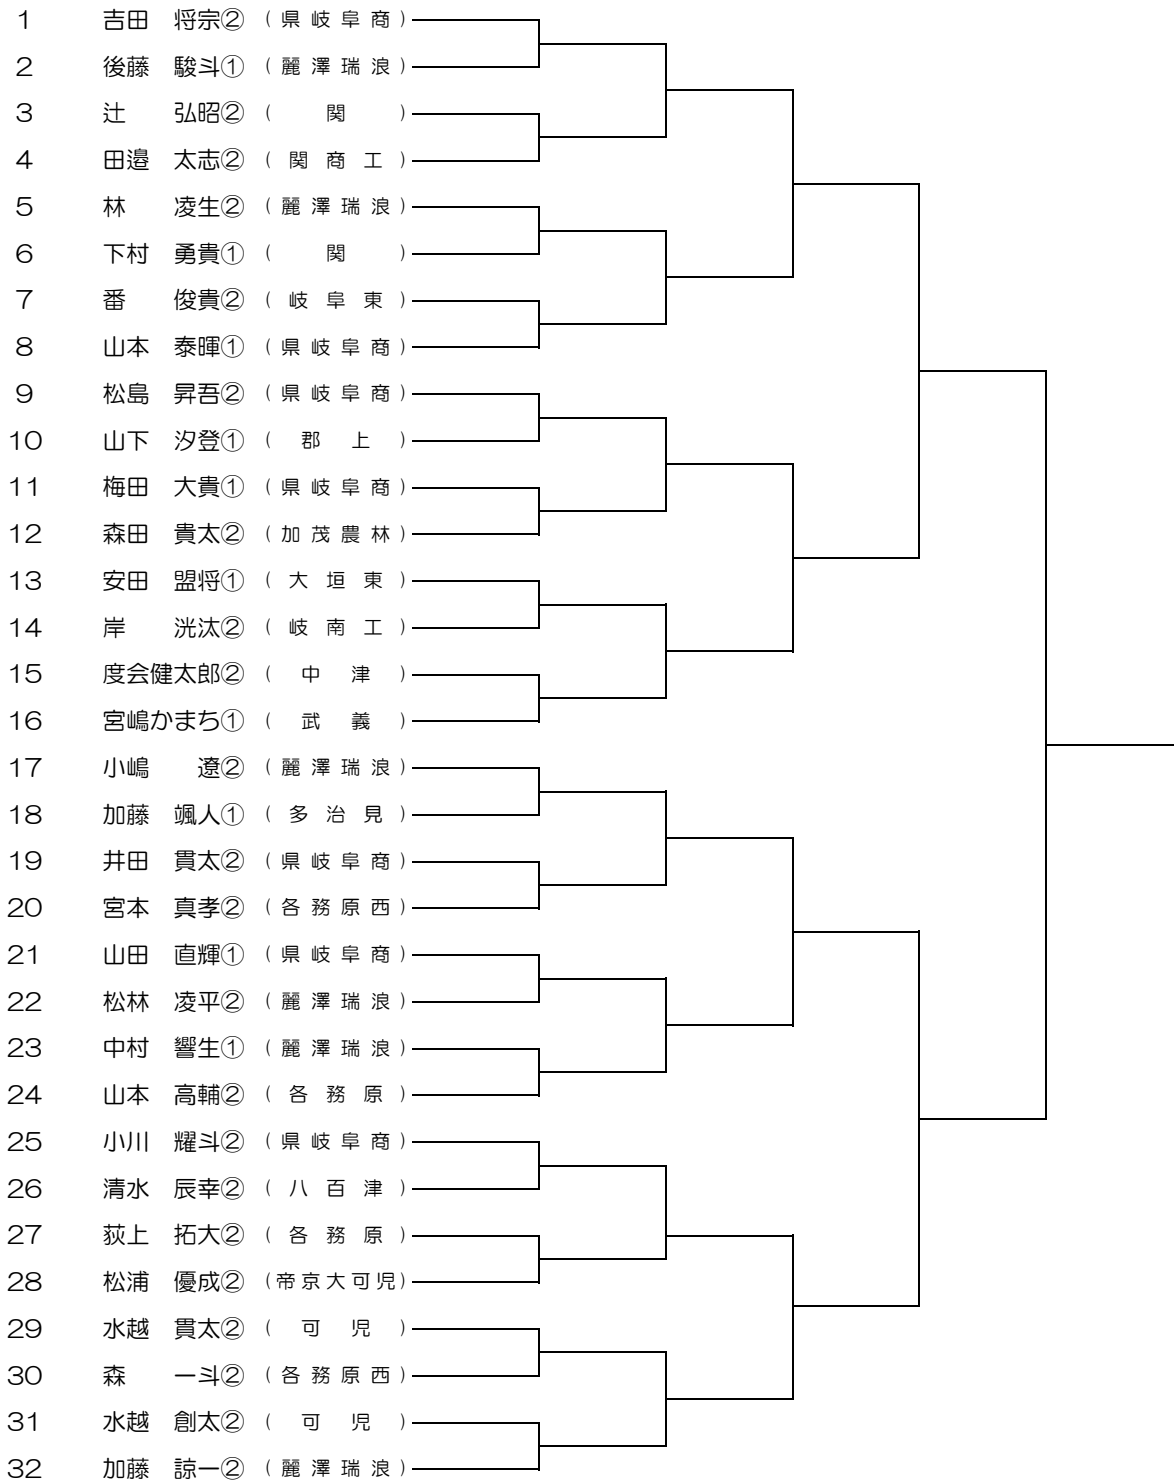 1 吉田 将宗② (県岐阜商)
2 後藤 駿斗① (麗澤瑞浪)
3 辻 弘昭② (関)
4 田邉 太志② (関商工)
5 林 凌生② (麗澤瑞浪)
6 下村 勇貴① (関)
7 番 俊貴② (岐阜東)
8 山本 泰暉① (県岐阜商)
9 松島 昇吾② (県岐阜商)
10 山下 汐登① (郡上)
11 梅田 大貴① (県岐阜商)
12 森田 貴太② (加茂農林)
13 安田 盟将① (大垣東)
14 岸 洸汰② (岐南工)
15 度会健太郎② (中津)
16 宮嶋かまち① (武義)
17 小嶋 遼② (麗澤瑞浪)
18 加藤 颯人① (多治見)
19 井田 貫太② (県岐阜商)
20 宮本 真孝② (各務原西)
21 山田 直輝① (県岐阜商)
22 松林 凌平② (麗澤瑞浪)
23 中村 響生① (麗澤瑞浪)
24 山本 高輔② (各務原)
25 小川 耀斗② (県岐阜商)
26 清水 辰幸② (八百津)
27 荻上 拓大② (各務原)
28 松浦 優成② (帝京大可児)
29 水越 貫太② (可児)
30 森 一斗② (各務原西)
31 水越 創太② (可児)
32 加藤 諒一② (麗澤瑞浪)